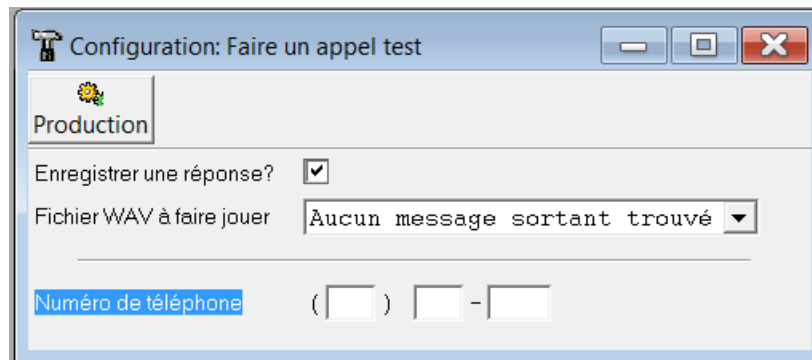 Configuration: Faire un appel test
Production
Enregistrer une réponse?
Fichier WAV à faire jouer Aucun message sortant trouvé
Numéro de téléphone ( ) -